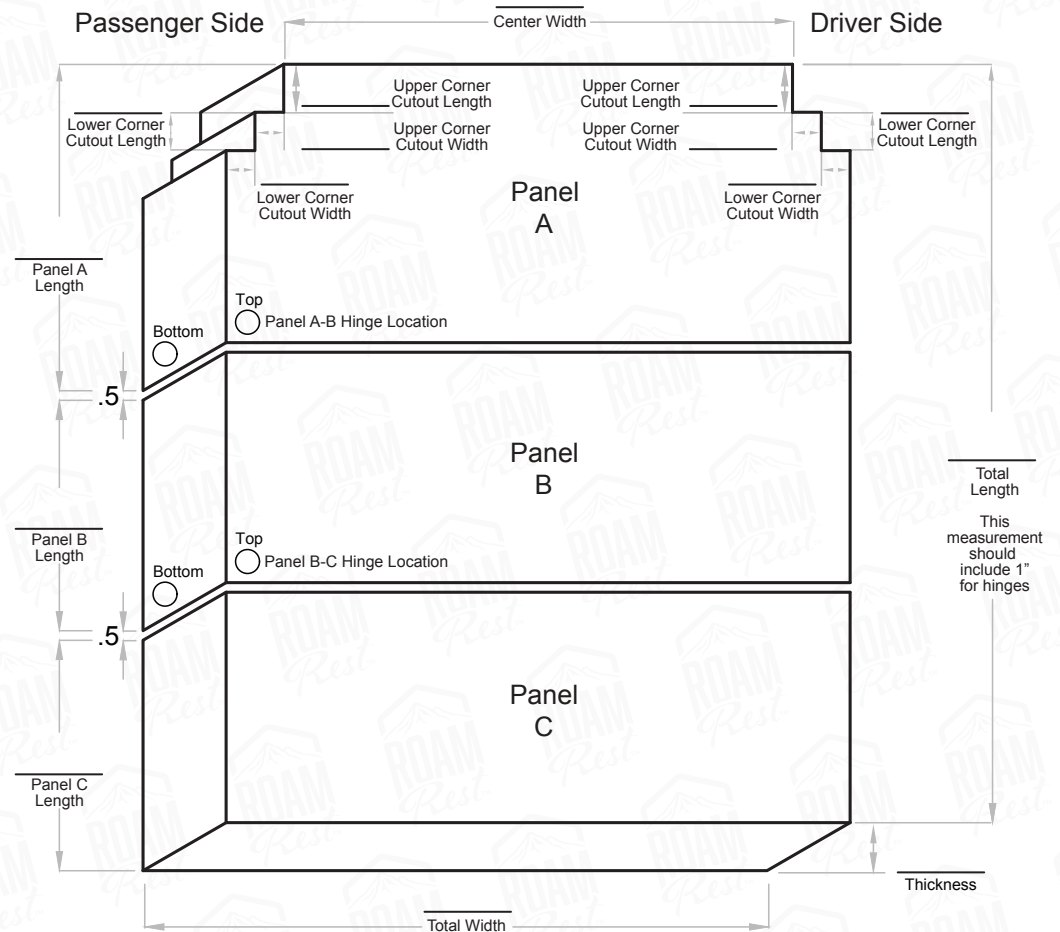 Passenger Side
Center Width
Driver Side
Upper Corner
Cutout Length
Upper Corner
Cutout Length
Lower Corner
Cutout Length
Upper Corner
Cutout Width
Upper Corner
Cutout Width
Lower Corner
Cutout Length
Lower Corner
Cutout Width
Panel
A
Lower Corner
Cutout Width
Panel A
Length
Top
Panel A-B Hinge Location
Bottom
.5
Panel
B
Total
Length
This
measurement
should
include 1”
for hinges
Panel B
Length
Top
Panel B-C Hinge Location
Bottom
.5
Panel
C
Panel C
Length
Thickness
Total Width
ROAM
Rest